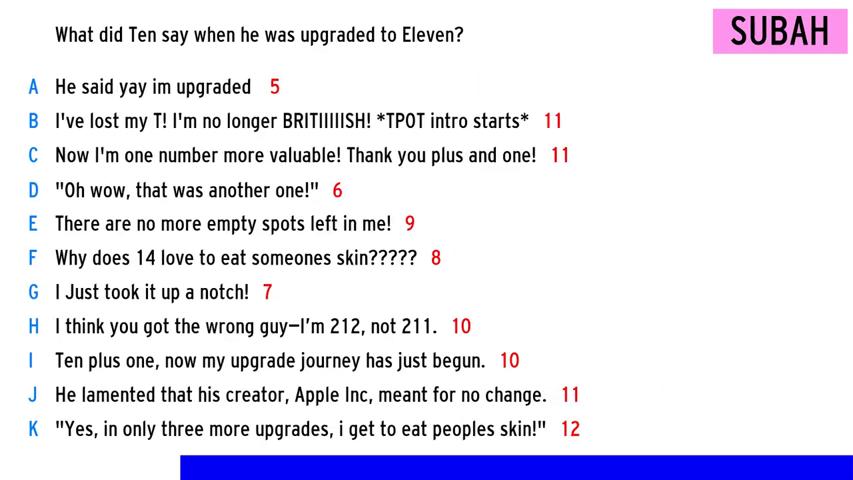 What did Ten say when he was upgraded to Eleven?
SUBAH
A He said yay im upgraded 5
B I've lost my T! I'm no longer BRITIIIIISH! *TPOT intro starts* 11
C Now I'm one number more valuable! Thank you plus and one! 11
D "Oh wow, that was another one!" 6
E There are no more empty spots left in me! 9
F Why does 14 love to eat someones skin????? 8
G I Just took it up a notch! 7
H I think you got the wrong guy—I'm 212, not 211. 10
I Ten plus one, now my upgrade journey has just begun. 10
J He lamented that his creator, Apple Inc, meant for no change. 11
K "Yes, in only three more upgrades, i get to eat peoples skin!" 12